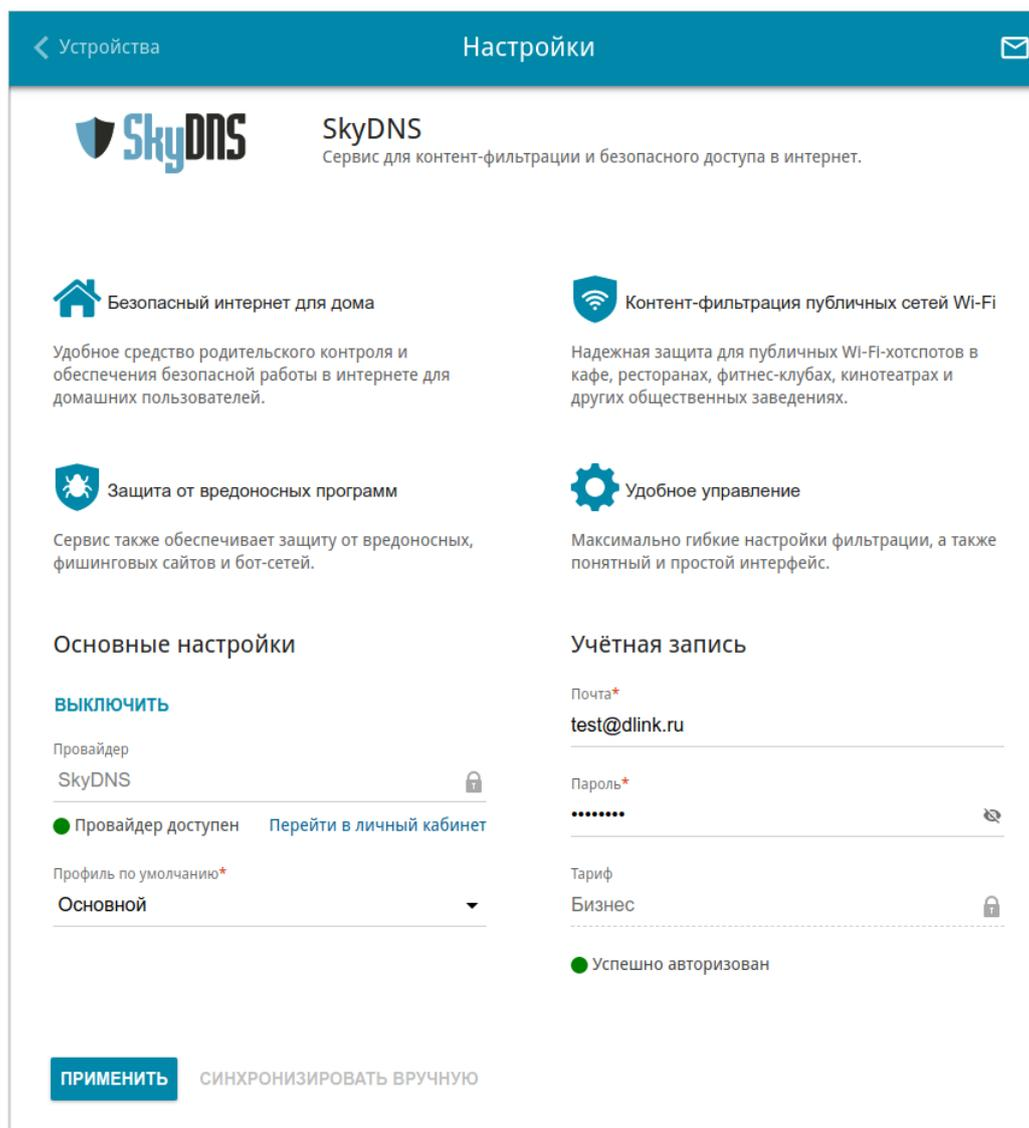 Устройства
Настройки
SkyDNS
SkyDNS
Сервис для контент-фильтрации и безопасного доступа в интернет.
Безопасный интернет для дома
Удобное средство родительского контроля и
обеспечения безопасной работы в интернете для
домашних пользователей.
Контент-фильтрация публичных сетей Wi-Fi
Надежная защита для публичных Wi-Fi-хотспотов в
кафе, ресторанах, фитнес-клубах, кинотеатрах и
других общественных заведениях.
Защита от вредоносных программ
Сервис также обеспечивает защиту от вредоносных,
фишинговых сайтов и бот-сетей.
Удобное управление
Максимально гибкие настройки фильтрации, а также
понятный и простой интерфейс.
Основные настройки
ВЫКЛЮЧИТЬ
Провайдер
SkyDNS
Провайдер доступен
Перейти в личный кабинет
Профиль по умолчанию*
Основной
Учётная запись
Почта*
test@dlink.ru
Пароль*
••••••••
Тариф
Бизнес
Успешно авторизован
ПРИМЕНИТЬ
СИНХРОНИЗИРОВАТЬ ВРУЧНУЮ